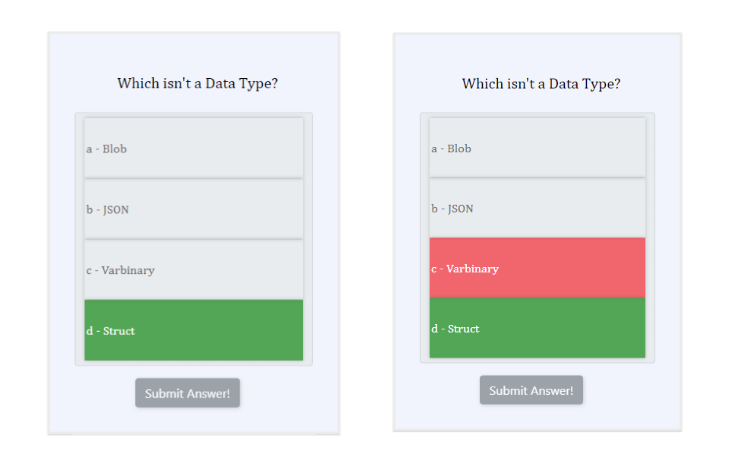 Which isn't a Data Type?
a - Blob
b - JSON
c - Varbinary
d - Struct
Submit Answer!
Which isn't a Data Type?
a - Blob
b - JSON
c - Varbinary
d - Struct
Submit Answer!